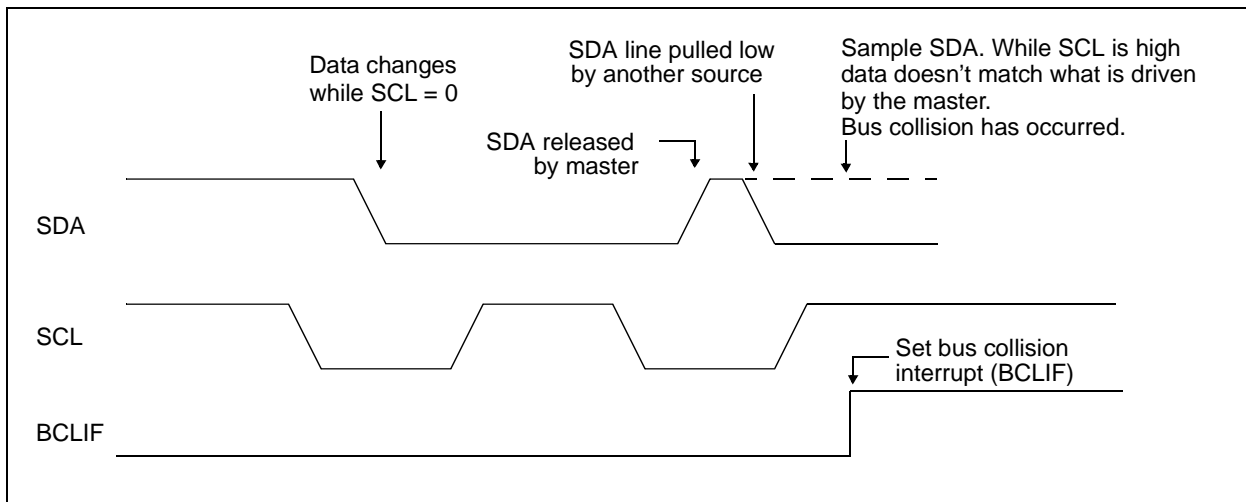 Data changes
while SCL = 0
SDA line pulled low
by another source
Sample SDA. While SCL is high
data doesn't match what is driven
by the master.
Bus collision has occurred.
SDA released
by master
SDA
SCL
Set bus collision
interrupt (BCLIF)
BCLIF